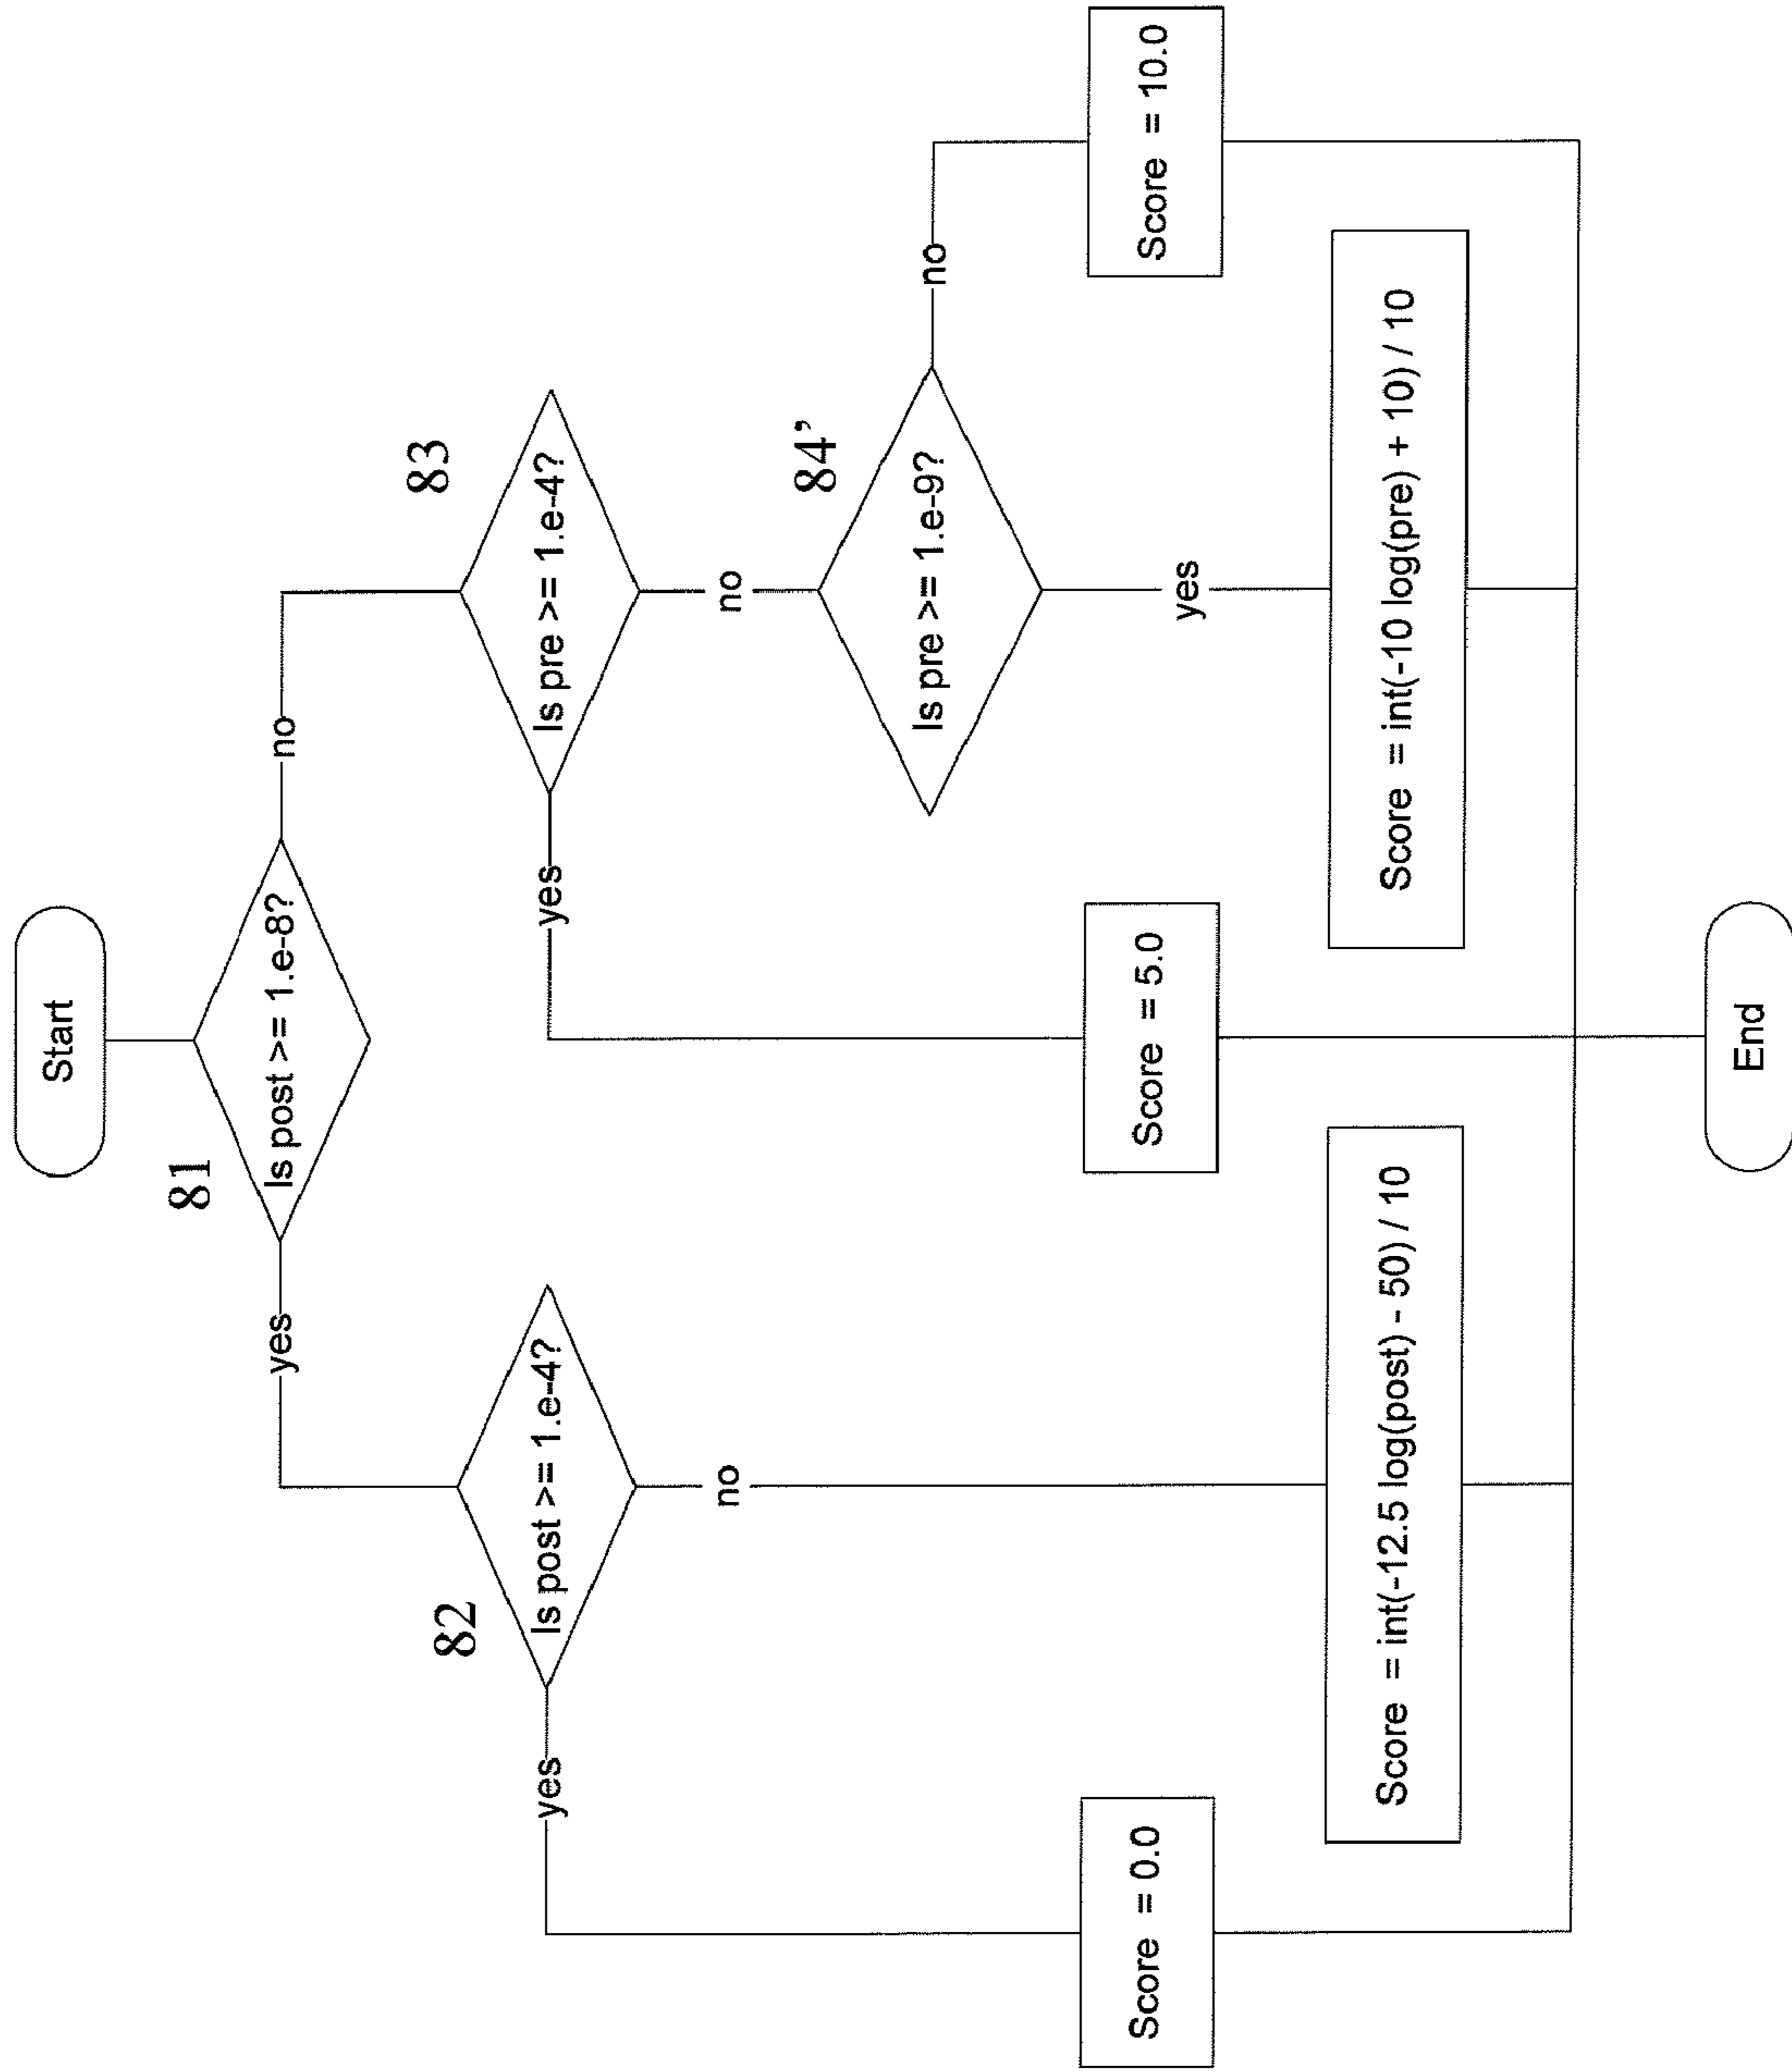 Start
81
Is post >= 1.e-8?
yes
no
82
Is post >= 1.e-4?
83
Is pre >= 1.e-4?
yes
no
yes
no
84’
Is pre >= 1.e-9?
no
yes
Score = 0.0
Score = 5.0
Score = 10.0
Score = int(-12.5 log(post) - 50) / 10
Score = int(-10 log(pre) + 10) / 10
End